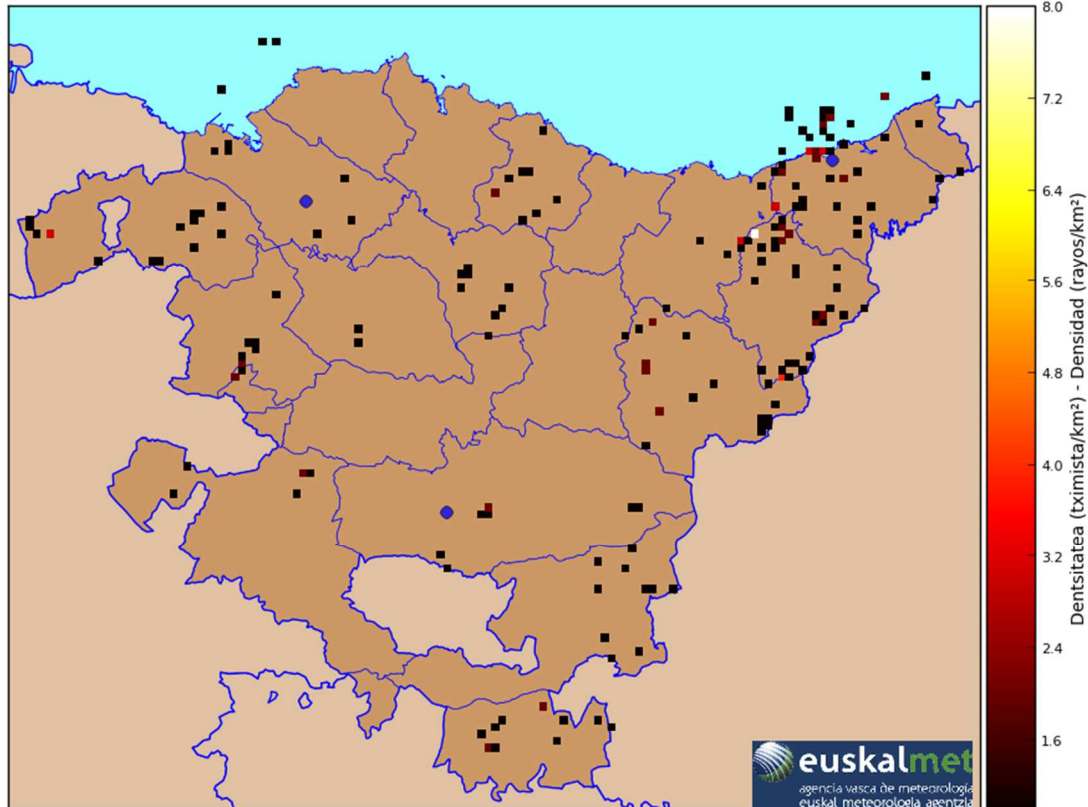 8.0
7.2
6.4
5.6
4.8
4.0
3.2
2.4
1.6
Dentsitatea (tximista/km²) - Densidad (rayos/km²)
euskalmet
agencia vasca de meteorología
euskal meteorologia agentzia